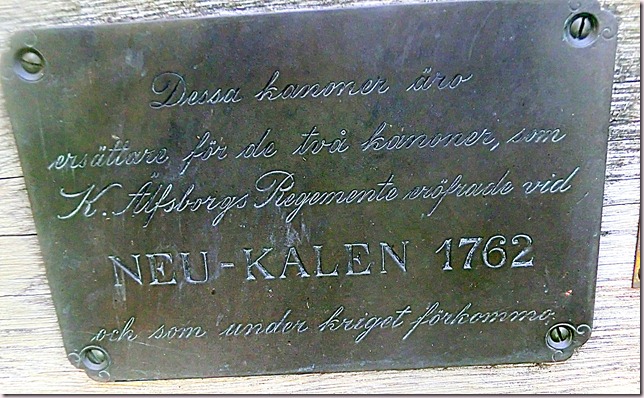 Dessa kanoner äro
ersättare för de två kanoner, som
K. Älfsborgs Regemente eröfrade vid
NEU-KALEN 1762
och som under kriget förkommo.